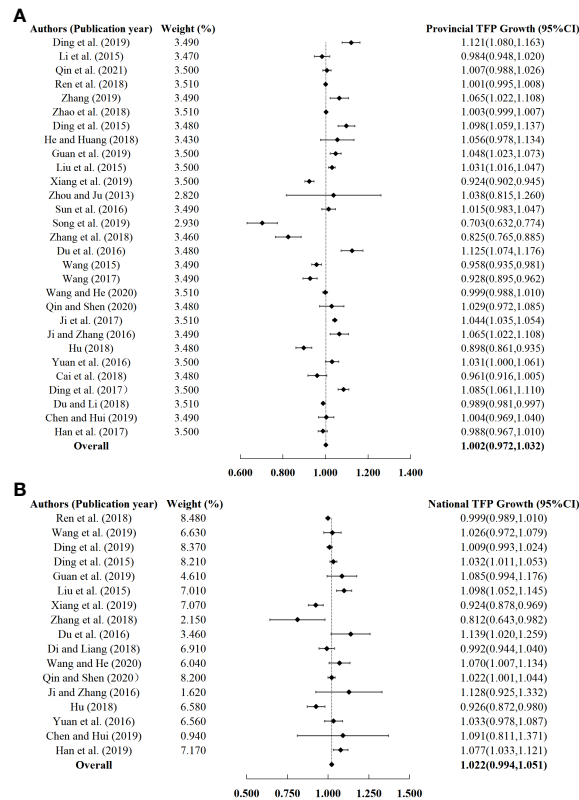 A
Authors (Publication year) Weight (%) Provincial TFP Growth (95%CI)
Ding et al. (2019) 3.490 1.121(1.080,1.163)
Li et al. (2015) 3.470 0.984(0.948,1.020)
Qin et al. (2021) 3.500 1.007(0.988,1.026)
Ren et al. (2018) 3.510 1.001(0.995,1.008)
Zhang (2019) 3.490 1.065(1.022,1.108)
Zhao et al. (2018) 3.510 1.003(0.999,1.007)
Ding et al. (2015) 3.480 1.098(1.059,1.137)
He and Huang (2018) 3.430 1.056(0.978,1.134)
Guan et al. (2019) 3.500 1.048(1.023,1.073)
Liu et al. (2015) 3.500 1.031(1.016,1.047)
Xiang et al. (2019) 3.500 0.924(0.902,0.945)
Zhou and Ju (2013) 2.820 1.038(0.815,1.260)
Sun et al. (2016) 3.490 1.015(0.983,1.047)
Song et al. (2019) 2.930 0.703(0.632,0.774)
Zhang et al. (2018) 3.460 0.825(0.765,0.885)
Du et al. (2016) 3.480 1.125(1.074,1.176)
Wang (2015) 3.490 0.958(0.935,0.981)
Wang (2017) 3.490 0.928(0.895,0.962)
Wang and He (2020) 3.510 0.999(0.988,1.010)
Qin and Shen (2020) 3.480 1.029(0.972,1.085)
Ji et al. (2017) 3.510 1.044(1.035,1.054)
Ji and Zhang (2016) 3.490 1.065(1.022,1.108)
Hu (2018) 3.480 0.898(0.861,0.935)
Yuan et al. (2016) 3.500 1.031(1.000,1.061)
Cai et al. (2018) 3.480 0.961(0.916,1.005)
Ding et al. (2017） 3.500 1.085(1.061,1.110)
Du and Li (2018) 3.510 0.989(0.981,0.997)
Chen and Hui (2019) 3.490 1.004(0.969,1.040)
Han et al. (2017) 3.500 0.988(0.967,1.010)
Overall 1.002(0.972,1.032)
0.600 1.000 1.000 1.400
B
Authors (Publication year) Weight (%) National TFP Growth (95%CI)
Ren et al. (2018) 8.480 0.999(0.989,1.010)
Wang et al. (2019) 6.630 1.026(0.972,1.079)
Ding et al. (2019) 8.370 1.009(0.993,1.024)
Ding et al. (2015) 8.210 1.032(1.011,1.053)
Guan et al. (2019) 4.610 1.085(0.994,1.176)
Liu et al. (2015) 7.010 1.098(1.052,1.145)
Xiang et al. (2019) 7.070 0.924(0.878,0.969)
Zhang et al. (2018) 2.150 0.812(0.643,0.982)
Du et al. (2016) 3.460 1.139(1.020,1.259)
Di and Liang (2018) 6.910 0.992(0.944,1.040)
Wang and He (2020) 6.040 1.070(1.007,1.134)
Qin and Shen (2020） 8.200 1.022(1.001,1.044)
Ji and Zhang (2016) 1.620 1.128(0.925,1.332)
Hu (2018) 6.580 0.926(0.872,0.980)
Yuan et al. (2016) 6.560 1.033(0.978,1.087)
Chen and Hui (2019) 0.940 1.091(0.811,1.371)
Han et al. (2019) 7.170 1.077(1.033,1.121)
Overall 1.022(0.994,1.051)
0.500 0.750 1.000 1.250 1.500